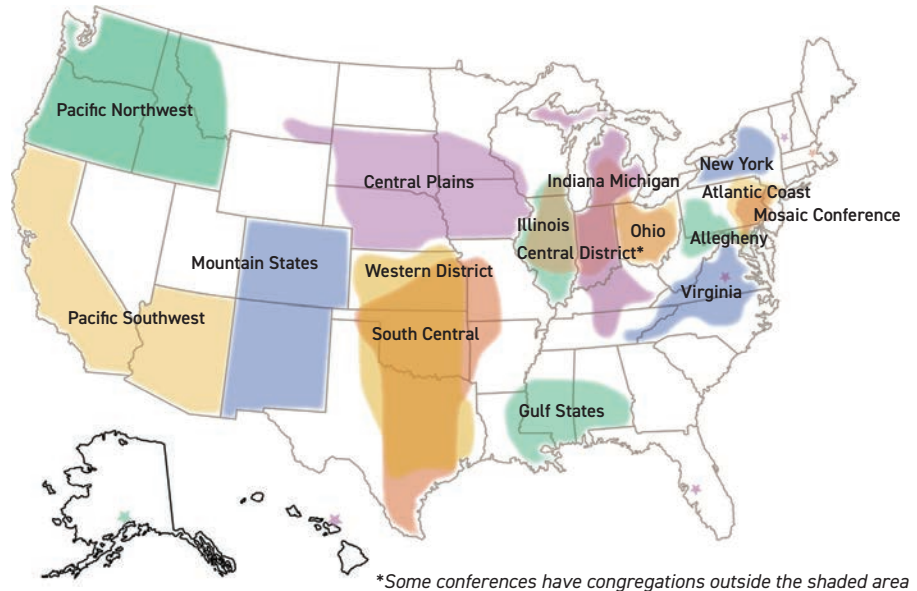 Pacific Northwest
New York
Central Plains
Indiana Michigan
Atlantic Coast
Mosaic Conference
Illinois
Ohio
Allegheny
Central District*
Mountain States
Western District
Virginia
Pacific Southwest
South Central
Gulf States
*Some conferences have congregations outside the shaded area